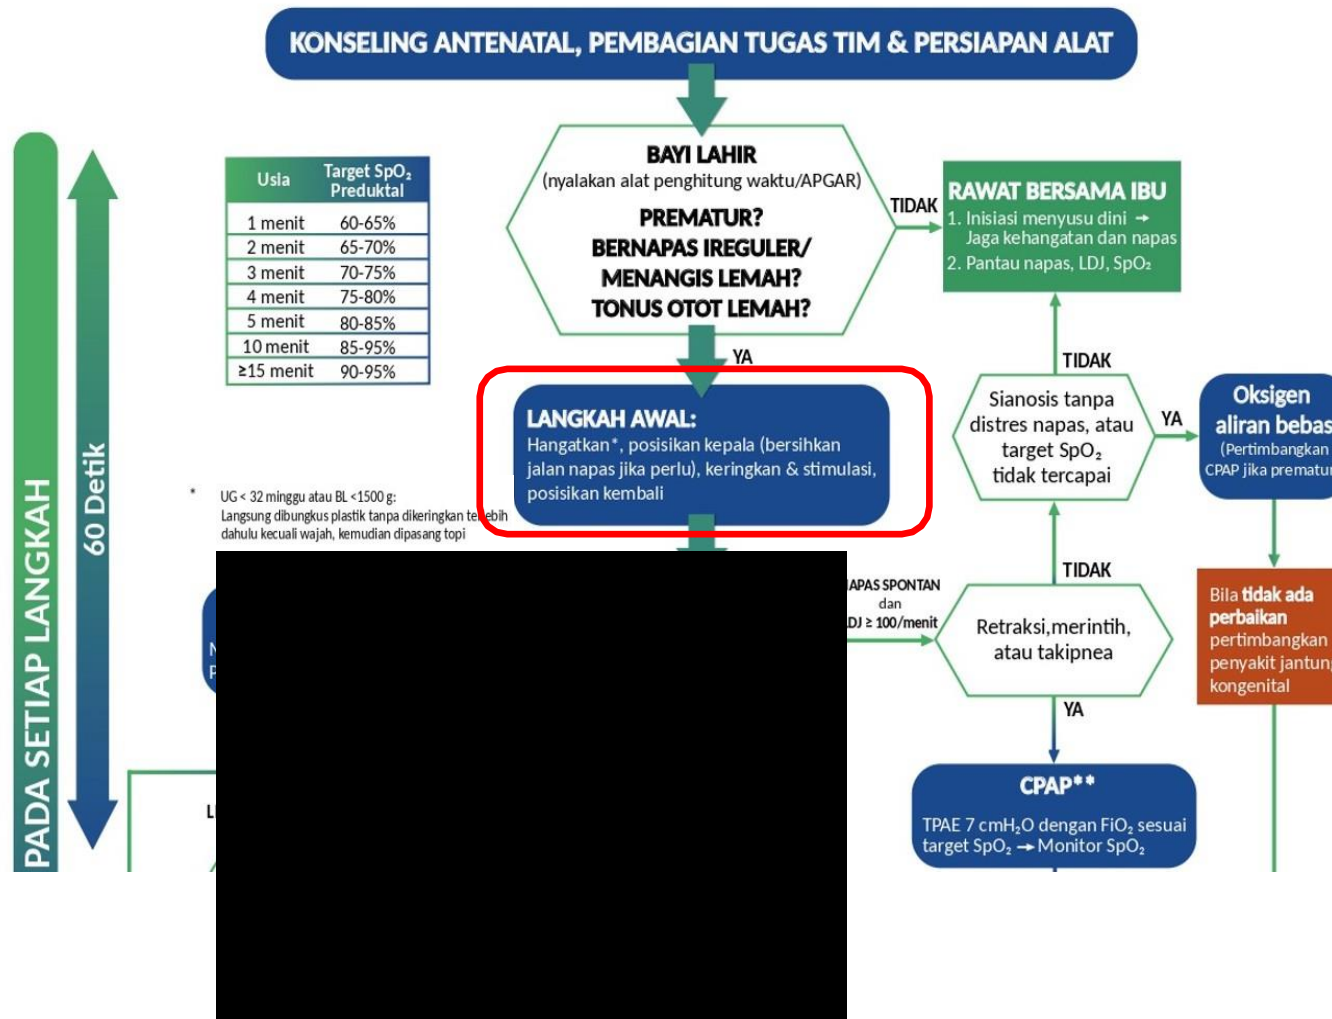 KONSELING ANTENATAL, PEMBAGIAN TUGAS TIM & PERSIAPAN ALAT
PADA SETIAP LANGKAH
60 Detik
Usia Target SpO₂
Preduktal
1 menit 60-65%
2 menit 65-70%
3 menit 70-75%
4 menit 75-80%
5 menit 80-85%
10 menit 85-95%
≥15 menit 90-95%
BAYI LAHIR
(nyalakan alat penghitung waktu/APGAR)
PREMATUR?
BERNAPAS IREGULER/
MENANGIS LEMAH?
TONUS OTOT LEMAH?
TIDAK
RAWAT BERSAMA IBU
1. Inisiasi menyusu dini →
Jaga kehangatan dan napas
2. Pantau napas, LDJ, SpO₂
YA
LANGKAH AWAL:
Hangatkan*, posisikan kepala (bersihkan
jalan napas jika perlu), keringkan & stimulasi,
posisikan kembali
* UG < 32 minggu atau BL <1500 g:
Langsung dibungkus plastik tanpa dikeringkan terlebih
dahulu kecuali wajah, kemudian dipasang topi
TIDAK
Sianosis tanpa
distres napas, atau
target SpO₂
tidak tercapai
YA
Oksigen
aliran bebas
(Pertimbangkan
CPAP jika prematur
TIDAK
SPONTAN
dan
≥ 100/menit
Retraksi,merintih,
atau takipnea
Bila tidak ada
perbaikan
pertimbangkan
penyakit jantung
kongenital
YA
CPAP**
TPAE 7 cmH₂O dengan FiO₂ sesuai
target SpO₂ → Monitor SpO₂